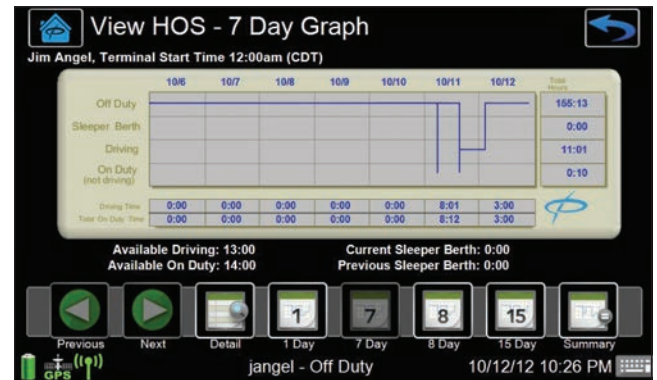 View HOS - 7 Day Graph
Jim Angel, Terminal Start Time 12:00am (CDT)
10/6 10/7 10/8 10/9 10/10 10/11 10/12 Total Hours
Off Duty 155:13
Sleeper Berth 0:00
Driving 11:01
On Duty (not driving) 0:10
Driving Time 0:00 0:00 0:00 0:00 0:00 8:01 3:00
Total On Duty Time 0:00 0:00 0:00 0:00 0:00 8:12 3:00
Available Driving: 13:00 Current Sleeper Berth: 0:00
Available On Duty: 14:00 Previous Sleeper Berth: 0:00
1 7 8 15
Previous Next Detail 1 Day 7 Day 8 Day 15 Day Summary
GPS jangel - Off Duty 10/12/12 10:26 PM